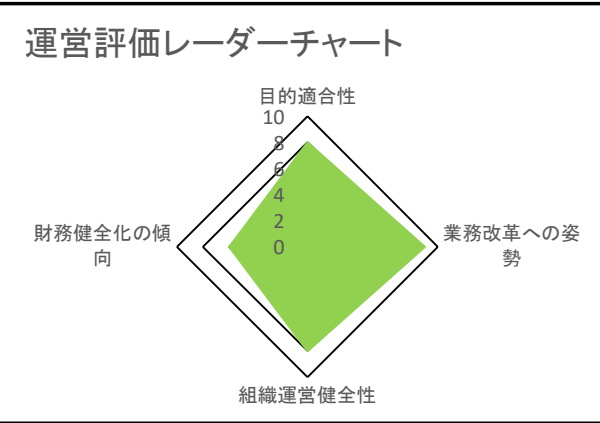 運営評価レーダーチャート
目的適合性
10
8
6
4
2
0
財務健全化の傾
向
業務改革への姿
勢
組織運営健全性